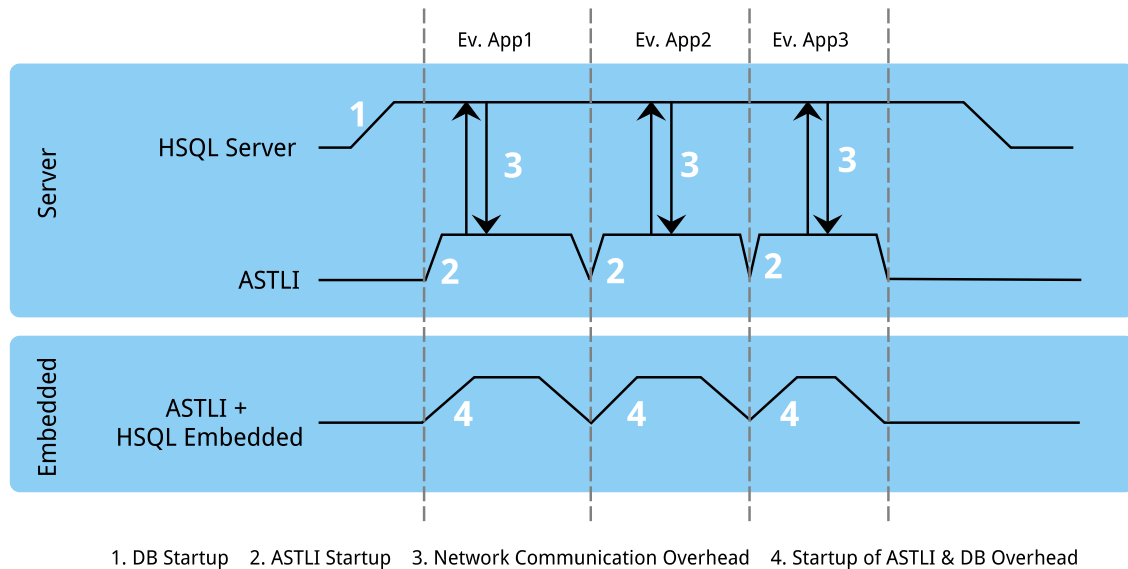 Ev. App1 Ev. App2 Ev. App3
Server
1
HSQL Server
3 3 3
ASTLI
2 2 2
Embedded
ASTLI +
HSQL Embedded
4 4 4
1. DB Startup 2. ASTLI Startup 3. Network Communication Overhead 4. Startup of ASTLI & DB Overhead